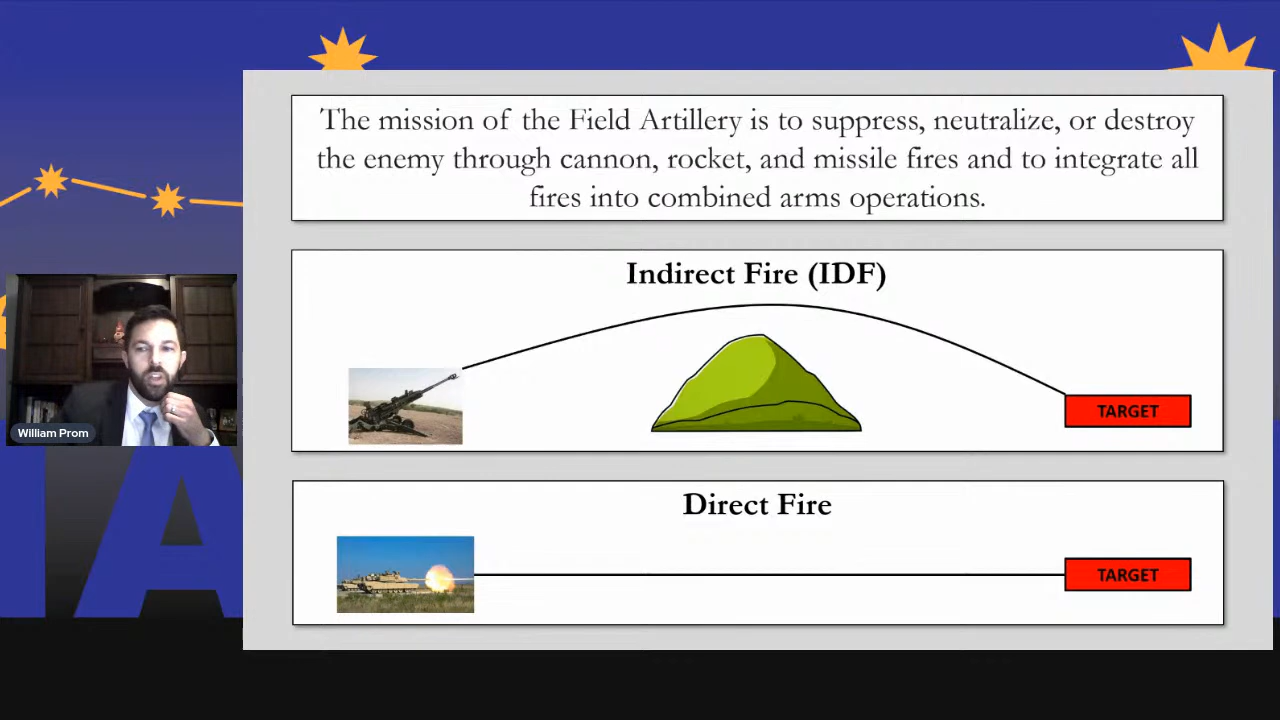 The mission of the Field Artillery is to suppress, neutralize, or destroy
the enemy through cannon, rocket, and missile fires and to integrate all
fires into combined arms operations.
Indirect Fire (IDF)
TARGET
William Prom
Direct Fire
TARGET